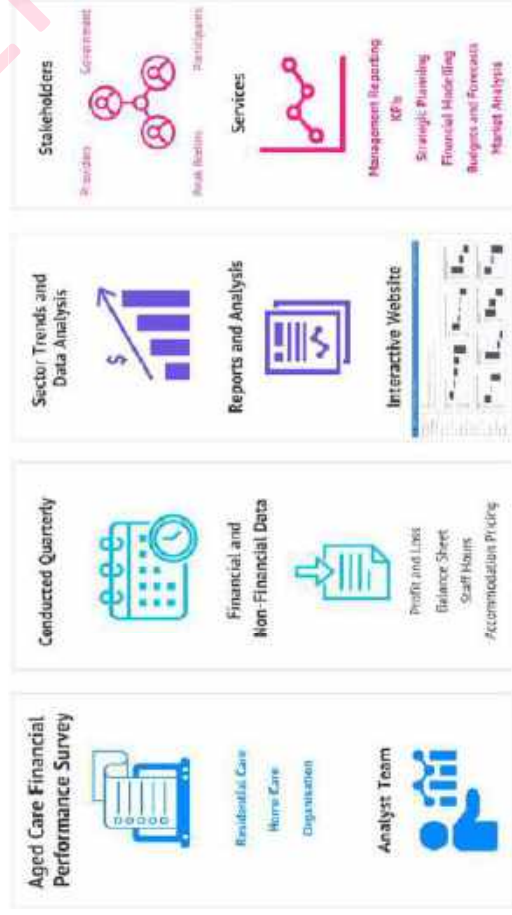 Aged Care Financial
Performance Survey
Residential Care
Home Care
Organisation
Analyst Team
Conducted Quarterly
Financial and
Non-Financial Data
Profit and Loss
Balance Sheet
Staff Hours
Accommodation Pricing
Sector Trends and
Data Analysis
$
Reports and Analysis
Interactive Website
Stakeholders
Providers
Government
Peak Bodies
Participants
Services
Management Reporting
KPIs
Strategic Planning
Financial Modelling
Budgets and Forecasts
Market Analysis